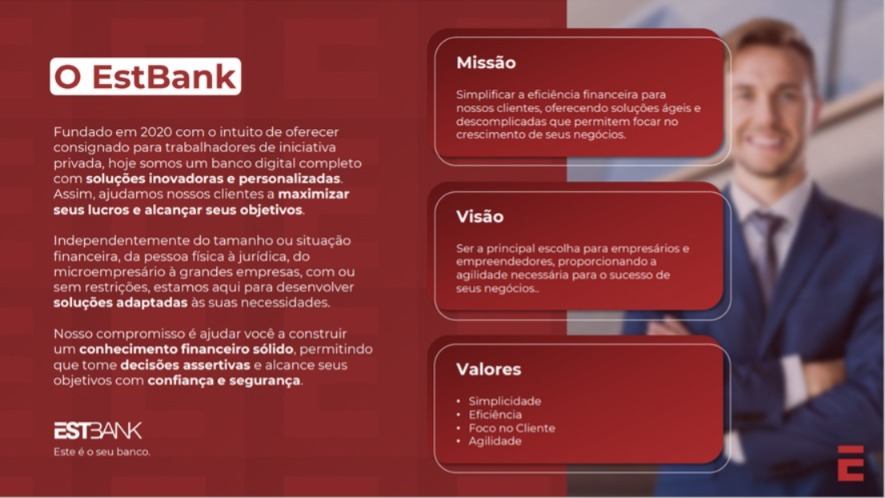 O EstBank
Fundado em 2020 com o intuito de oferecer
consignado para trabalhadores de iniciativa
privada, hoje somos um banco digital completo
com soluções inovadoras e personalizadas.
Assim, ajudamos nossos clientes a maximizar
seus lucros e alcançar seus objetivos.
Independentemente do tamanho ou situação
financeira, da pessoa física à jurídica, do
microempresário à grandes empresas, com ou
sem restrições, estamos aqui para desenvolver
soluções adaptadas às suas necessidades.
Nosso compromisso é ajudar você a construir
um conhecimento financeiro sólido, permitindo
que tome decisões assertivas e alcance seus
objetivos com confiança e segurança.
ESTBANK
Este é o seu banco.
Missão
Simplificar a eficiência financeira para
nossos clientes, oferecendo soluções ágeis e
descomplicadas que permitem focar no
crescimento de seus negócios.
Visão
Ser a principal escolha para empresários e
empreendedores, proporcionando a
agilidade necessária para o sucesso de
seus negócios..
Valores
• Simplicidade
• Eficiência
• Foco no Cliente
• Agilidade
E